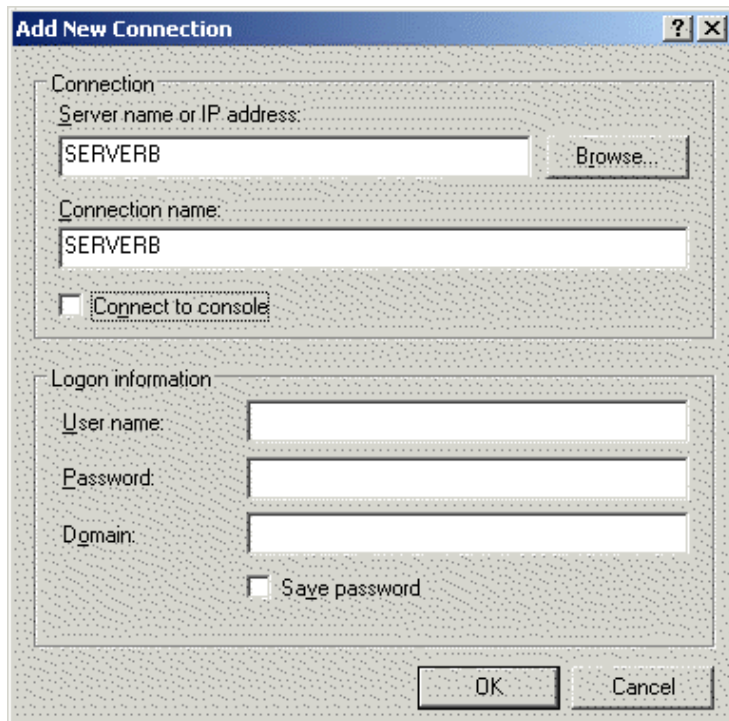 Add New Connection
Connection
Server name or IP address:
SERVERB
Browse...
Connection name:
SERVERB
Connect to console
Logon information
User name:
Password:
Domain:
Save password
OK
Cancel